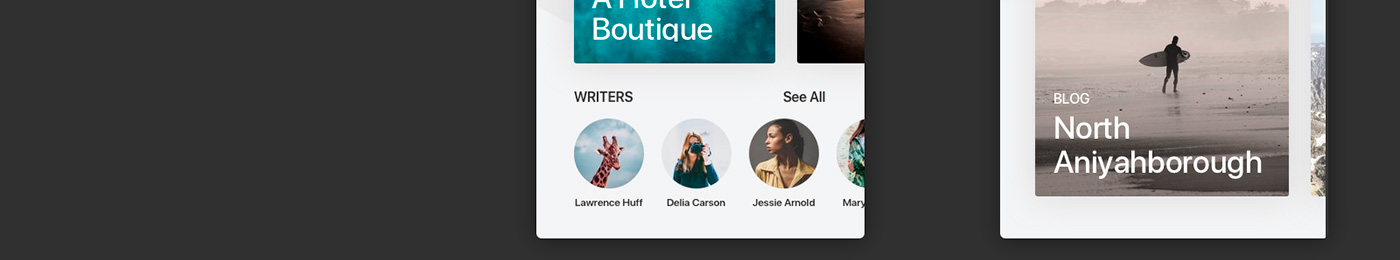 A Hotel
Boutique
WRITERS
See All
Lawrence Huff
Delia Carson
Jessie Arnold
Mary
BLOG
North
Aniyahborough